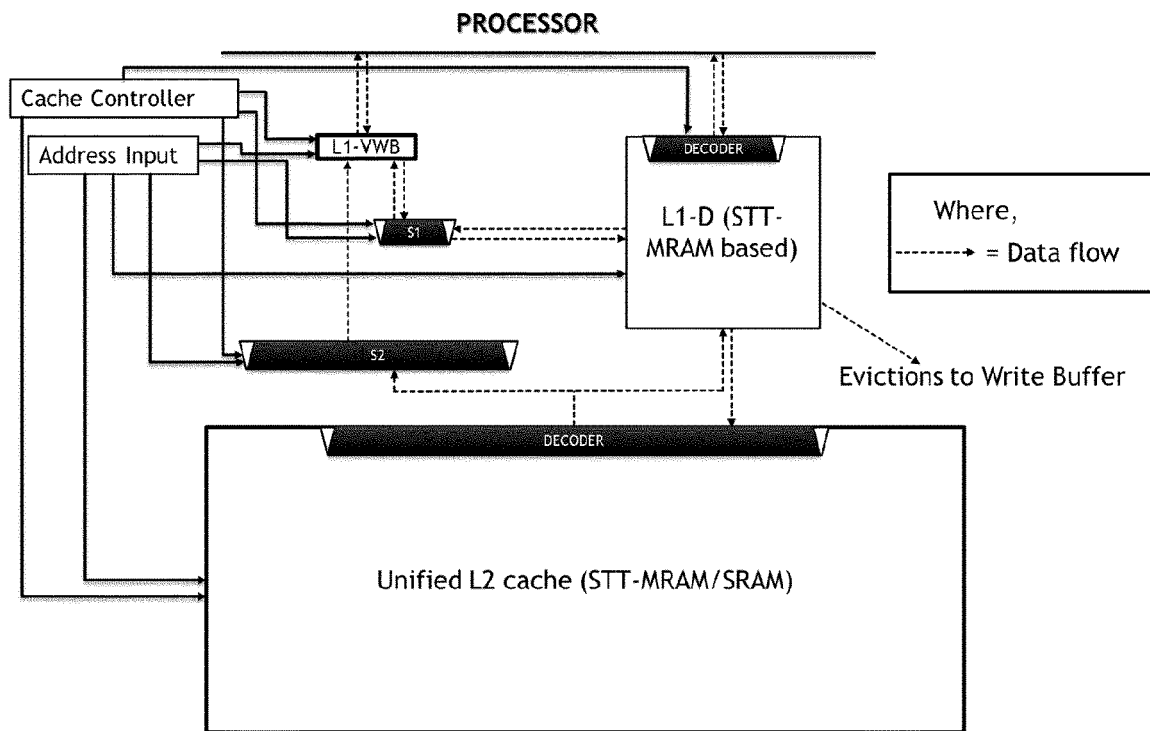 PROCESSOR
Cache Controller
Address Input
L1-VWB
DECODER
S1
L1-D (STT-
MRAM based)
Where,
= Data flow
S2
Evictions to Write Buffer
DECODER
Unified L2 cache (STT-MRAM/SRAM)